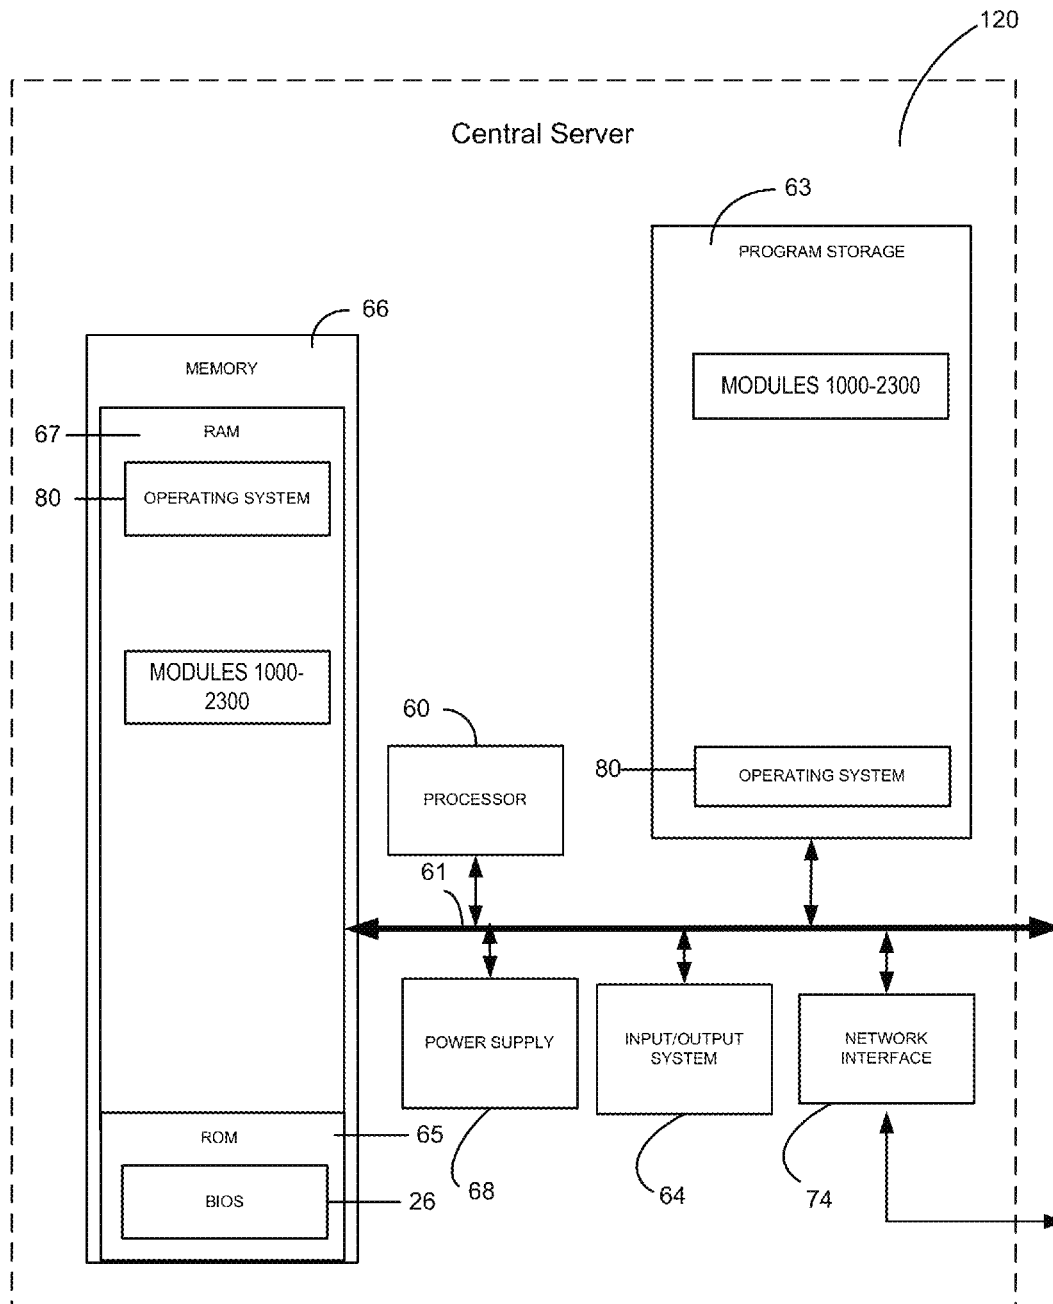 120
Central Server
63
PROGRAM STORAGE
66
MEMORY
MODULES 1000-2300
67
RAM
80
OPERATING SYSTEM
MODULES 1000-
2300
60
PROCESSOR
80
OPERATING SYSTEM
61
POWER SUPPLY
INPUT/OUTPUT
SYSTEM
NETWORK
INTERFACE
65
ROM
68
64
74
BIOS
26